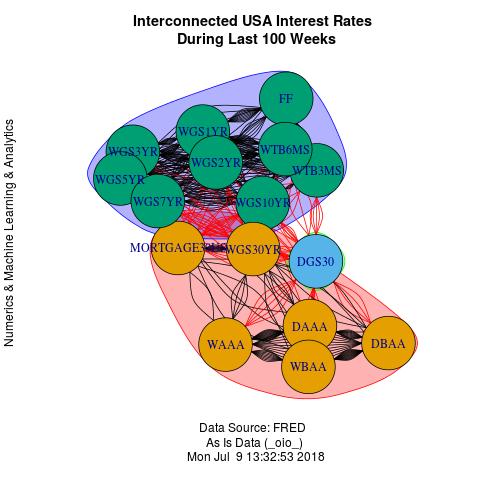 Interconnected USA Interest Rates
During Last 100 Weeks
Numerics & Machine Learning & Analytics
FF
WGS1YR
WGS3YR
WTB6MS
WGS2YR
WTB3MS
WGS5YR
WGS7YR
WGS10YR
WGS30YR
DGS30
DAAA
WAAA
DBAA
WBAA
Data Source: FRED
As Is Data (_oio_)
Mon Jul  9 13:32:53 2018